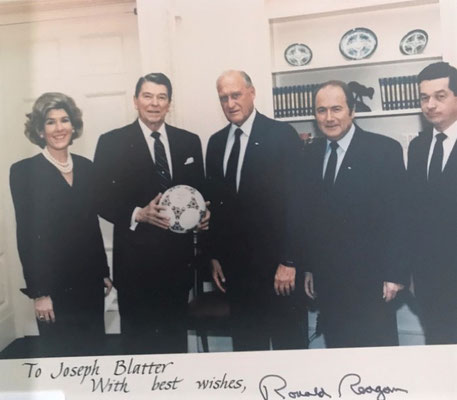 To Joseph Blatter
With best wishes, Ronald Reagan